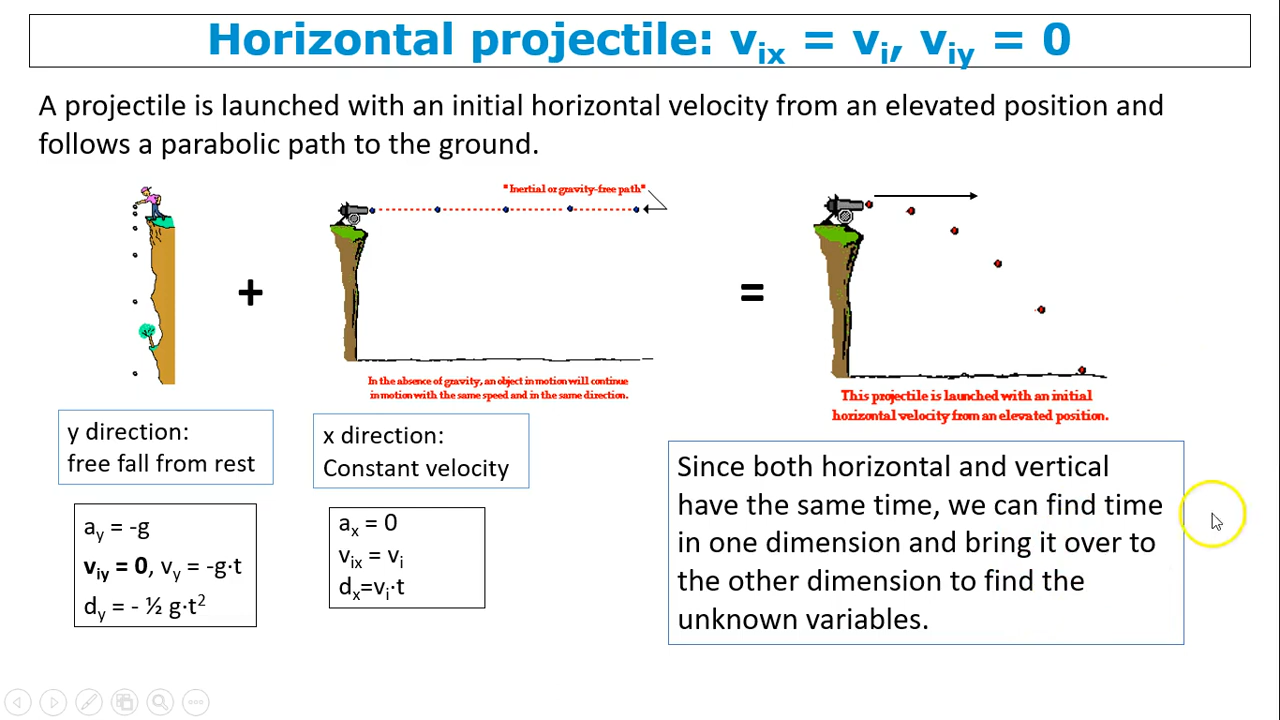 Horizontal projectile: vᵢₓ = vᵢ, vᵢy = 0
A projectile is launched with an initial horizontal velocity from an elevated position and
follows a parabolic path to the ground.
"Inertial or gravity-free path"
+
=
In the absence of gravity, an object in motion will continue
in motion with the same speed and in the same direction.
This projectile is launched with an initial
horizontal velocity from an elevated position.
y direction:
free fall from rest
x direction:
Constant velocity
ay = -g
viy = 0, vy = -g·t
dy = - ½ g·t²
aₓ = 0
vᵢₓ = vᵢ
dₓ=vᵢ·t
Since both horizontal and vertical
have the same time, we can find time
in one dimension and bring it over to
the other dimension to find the
unknown variables.